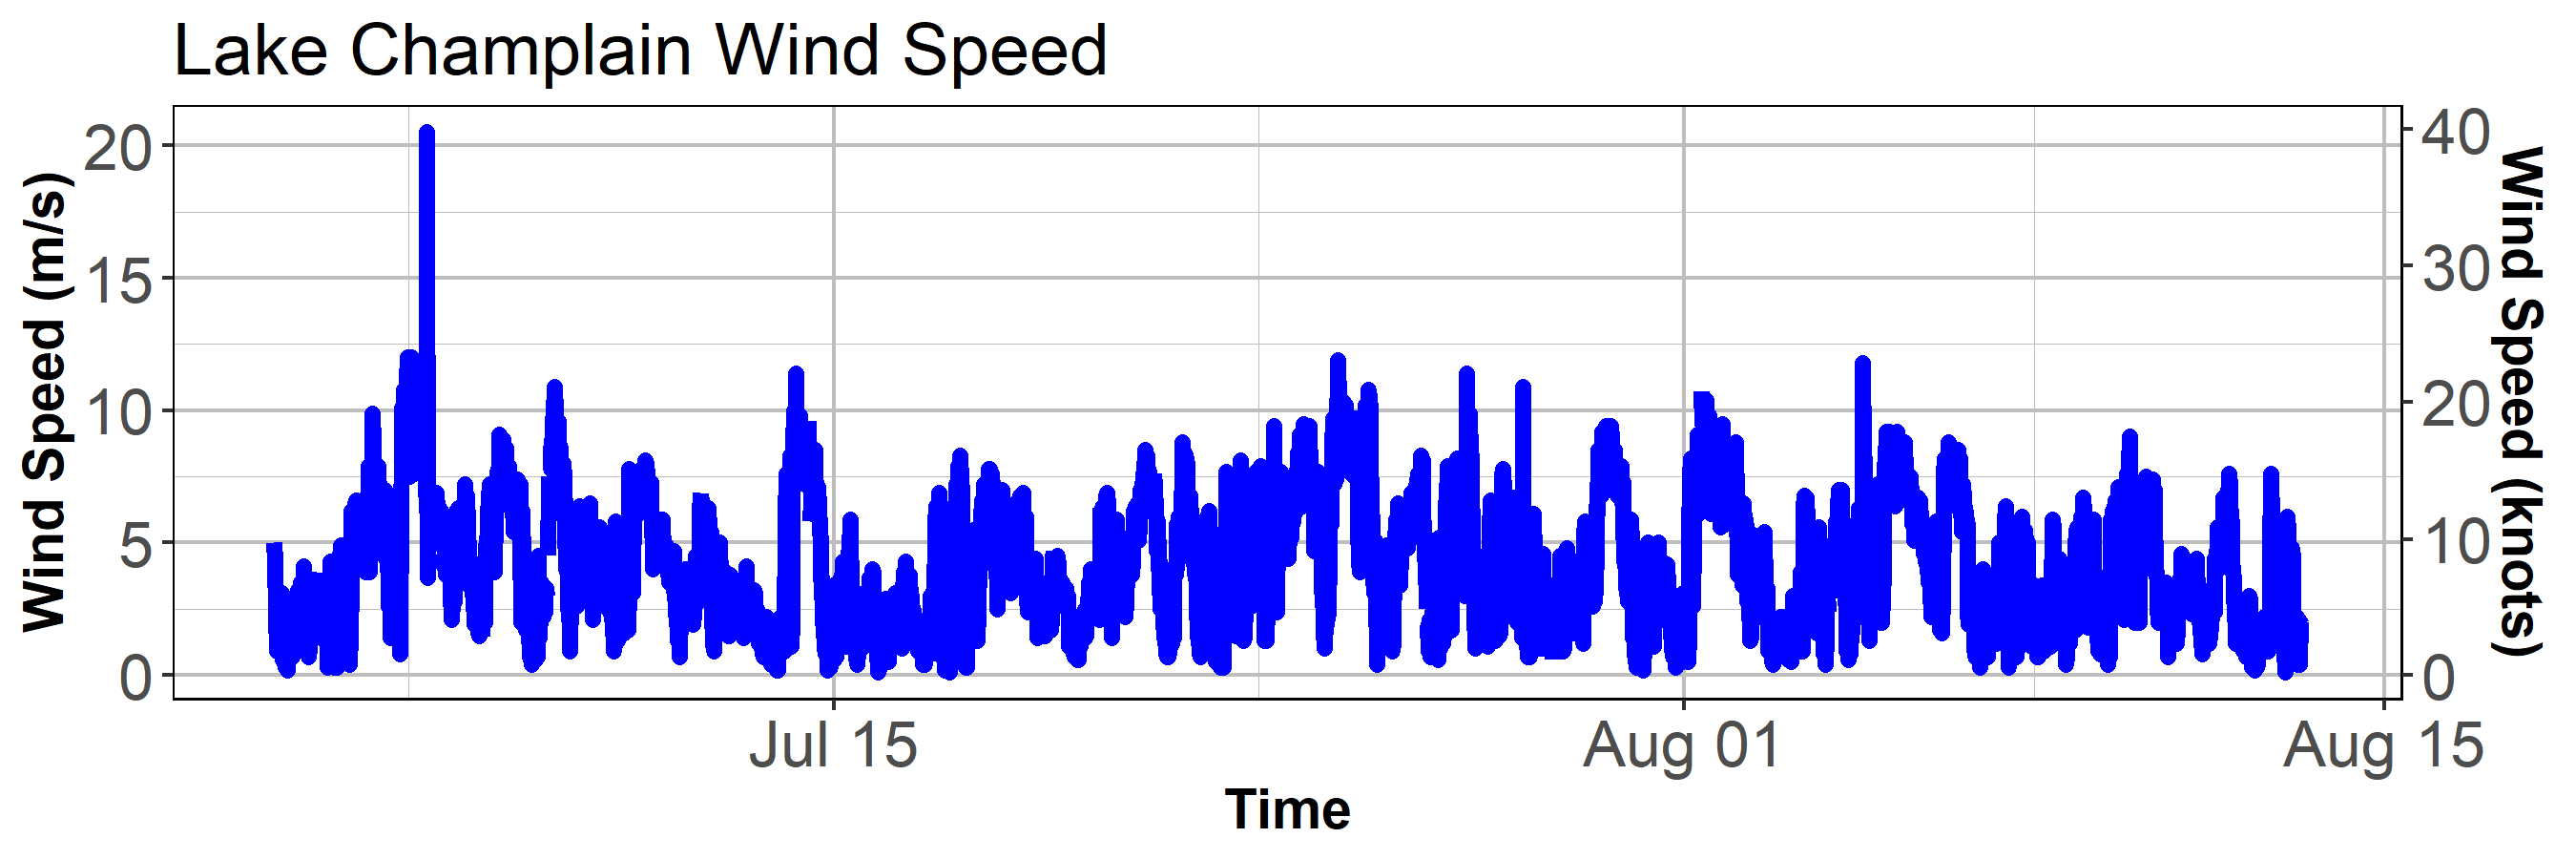 Lake Champlain Wind Speed
Wind Speed (m/s)
20
15
10
5
0
40
30
20
10
0
Wind Speed (knots)
Jul 15
Aug 01
Aug 15
Time